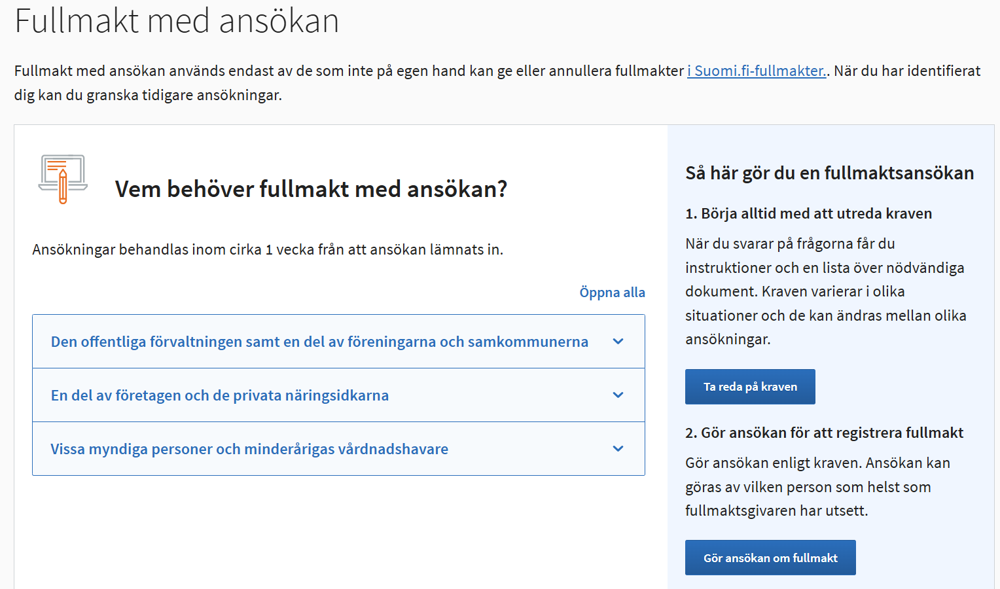 Fullmakt med ansökan
Fullmakt med ansökan används endast av de som inte på egen hand kan ge eller annullera fullmakter i Suomi.fi-fullmakter.. När du har identifierat
dig kan du granska tidigare ansökningar.
Vem behöver fullmakt med ansökan?
Ansökningar behandlas inom cirka 1 vecka från att ansökan lämnats in.
Öppna alla
Den offentliga förvaltningen samt en del av föreningarna och samkommunerna
En del av företagen och de privata näringsidkarna
Vissa myndiga personer och minderårigas vårdnadshavare
Så här gör du en fullmaktsansökan
1. Börja alltid med att utreda kraven
När du svarar på frågorna får du
instruktioner och en lista över nödvändiga
dokument. Kraven varierar i olika
situationer och de kan ändras mellan olika
ansökningar.
Ta reda på kraven
2. Gör ansökan för att registrera fullmakt
Gör ansökan enligt kraven. Ansökan kan
göras av vilken person som helst som
fullmaktsgivaren har utsett.
Gör ansökan om fullmakt